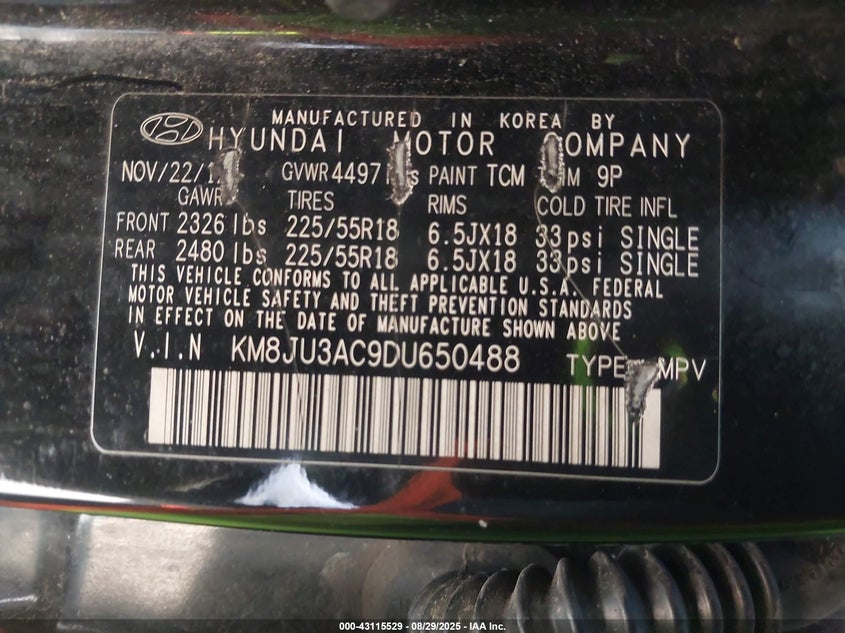 MANUFACTURED IN KOREA BY
HYUNDAI MOTOR COMPANY
NOV/22/1 GVWR 4497 PAINT TCM 9P
GAWR TIRES RIMS COLD TIRE INFL
FRONT 2326 lbs 225/55R18 6.5JX18 33psi SINGLE
REAR 2480 lbs 225/55R18 6.5JX18 33psi SINGLE
THIS VEHICLE CONFORMS TO ALL APPLICABLE U.S.A. FEDERAL
MOTOR VEHICLE SAFETY AND THEFT PREVENTION STANDARDS
IN EFFECT ON THE DATE OF MANUFACTURE SHOWN ABOVE
V.I.N KM8JU3AC9DU650488 TYPE MPV
000-43115529 - 08/29/2025 - IAA Inc.